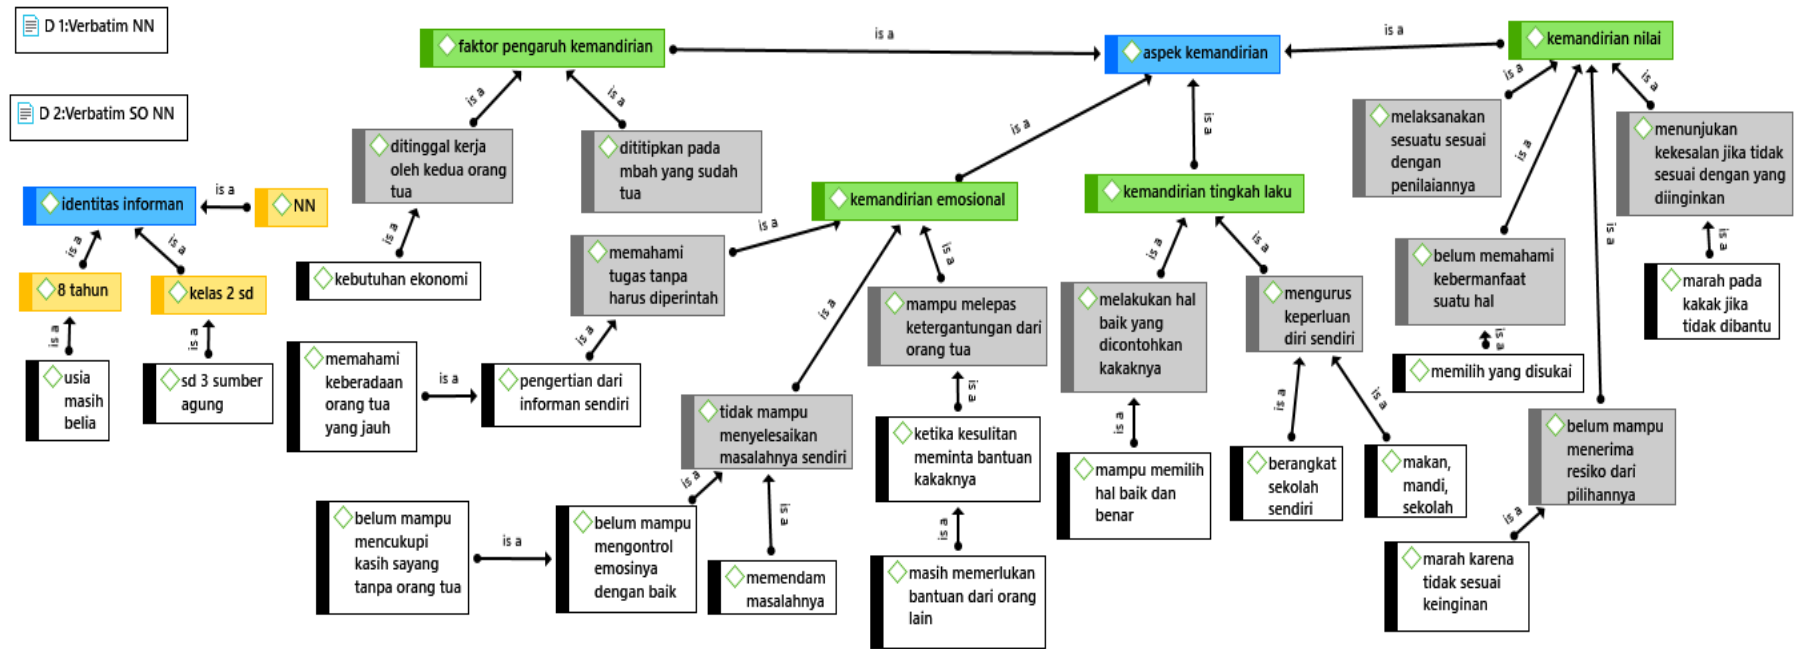 D 1:Verbatim NN
D 2:Verbatim SO NN
faktor pengaruh kemandirian
is a
aspek kemandirian
is a
kemandirian nilai
is a
is a
ditinggal kerja
oleh kedua orang
tua
dititipkan pada
mbah yang sudah
tua
is a
kebutuhan ekonomi
identitas informan
is a
NN
is a
is a
8 tahun
kelas 2 sd
is a
is a
usia
masih
belia
sd 3 sumber
agung
is a
is a
kemandirian emosional
kemandirian tingkah laku
is a
memahami
tugas tanpa
harus diperintah
is a
pengertian dari
informan sendiri
is a
memahami
keberadaan
orang tua
yang jauh
is a
tidak mampu
menyelesaikan
masalahnya sendiri
is a
is a
belum mampu
mengontrol
emosinya
dengan baik
is a
belum mampu
mencukupi
kasih sayang
tanpa orang tua
memendam
masalahnya
is a
mampu melepas
ketergantungan dari
orang tua
is a
ketika kesulitan
meminta bantuan
kakaknya
is a
masih memerlukan
bantuan dari orang
lain
is a
is a
melakukan hal
baik yang
dicontohkan
kakaknya
mengurus
keperluan
diri sendiri
is a
mampu memilih
hal baik dan
benar
is a
is a
berangkat
sekolah
sendiri
makan,
mandi,
sekolah
is a
is a
is a
is a
melaksanakan
sesuatu sesuai
dengan
penilaiannya
menunjukan
kekesalan jika tidak
sesuai dengan yang
diinginkan
is a
marah pada
kakak jika
tidak dibantu
belum memahami
kebermanfaat
suatu hal
is a
memilih yang disukai
belum mampu
menerima
resiko dari
pilihannya
is a
marah karena
tidak sesuai
keinginan